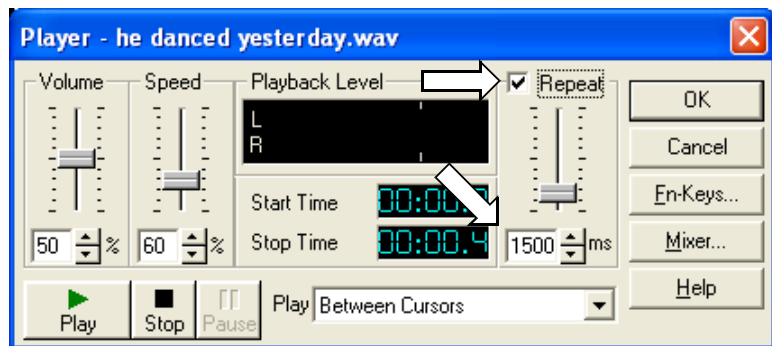 Player - he danced yesterday.wav
Volume
Speed
Playback Level
Repeat
L
R
Start Time
Stop Time 00:00.4
50 %
60 %
1500 ms
Play
Stop
Pause
Play Between Cursors
OK
Cancel
Fn-Keys...
Mixer...
Help